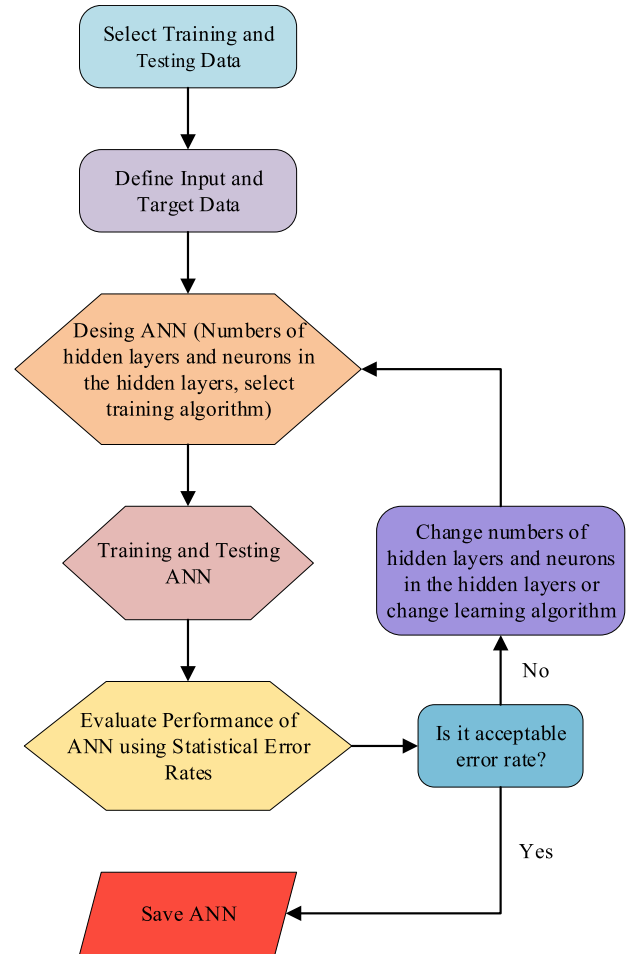 Select Training and
Testing Data
Define Input and
Target Data
Desing ANN (Numbers of
hidden layers and neurons in
the hidden layers, select
training algorithm)
Training and Testing
ANN
Change numbers of
hidden layers and neurons
in the hidden layers or
change learning algorithm
No
Evaluate Performance of
ANN using Statistical Error
Rates
Is it acceptable
error rate?
Yes
Save ANN